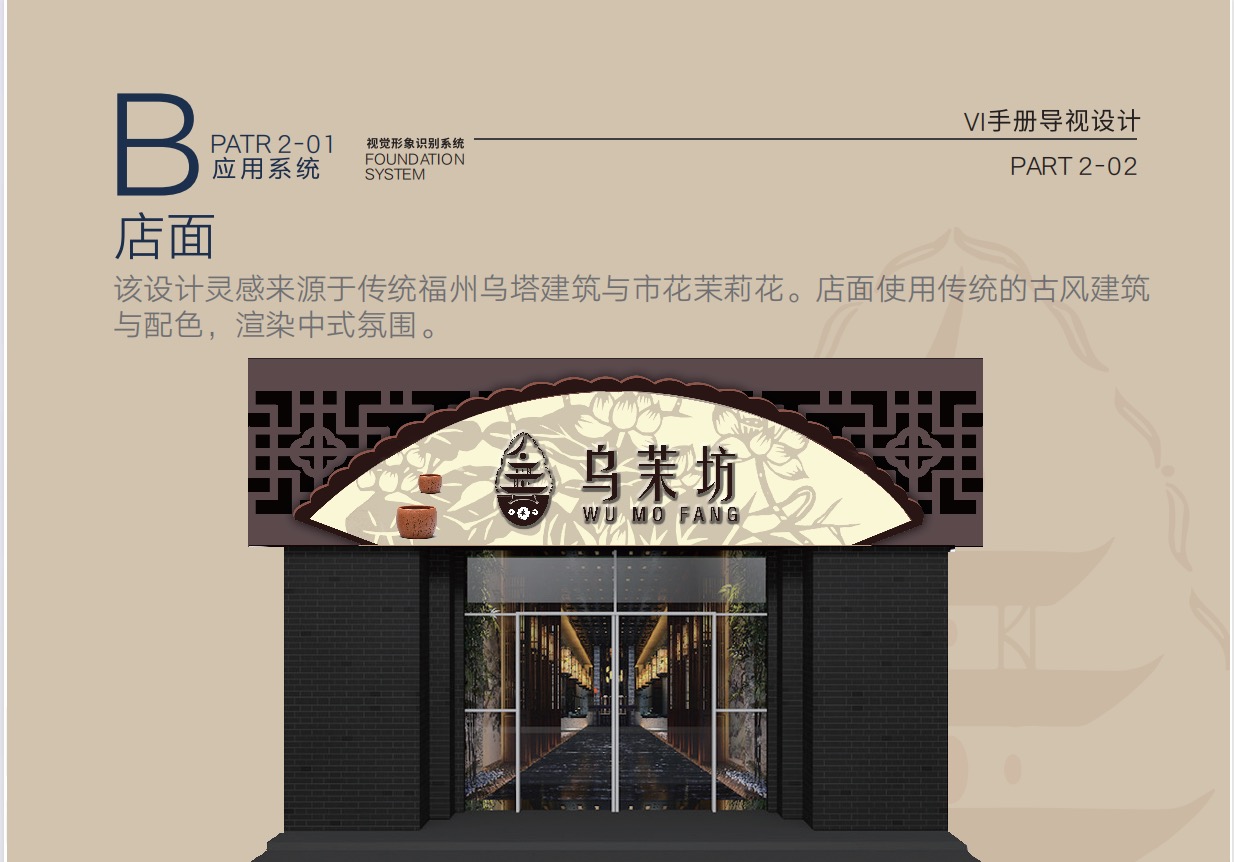 B
PATR 2-01
应用系统
视觉形象识别系统
FOUNDATION
SYSTEM
VI手册导视设计
PART 2-02
店面
该设计灵感来源于传统福州乌塔建筑与市花茉莉花。店面使用传统的古风建筑
与配色，渲染中式氛围。
乌茉坊
WU MO FANG